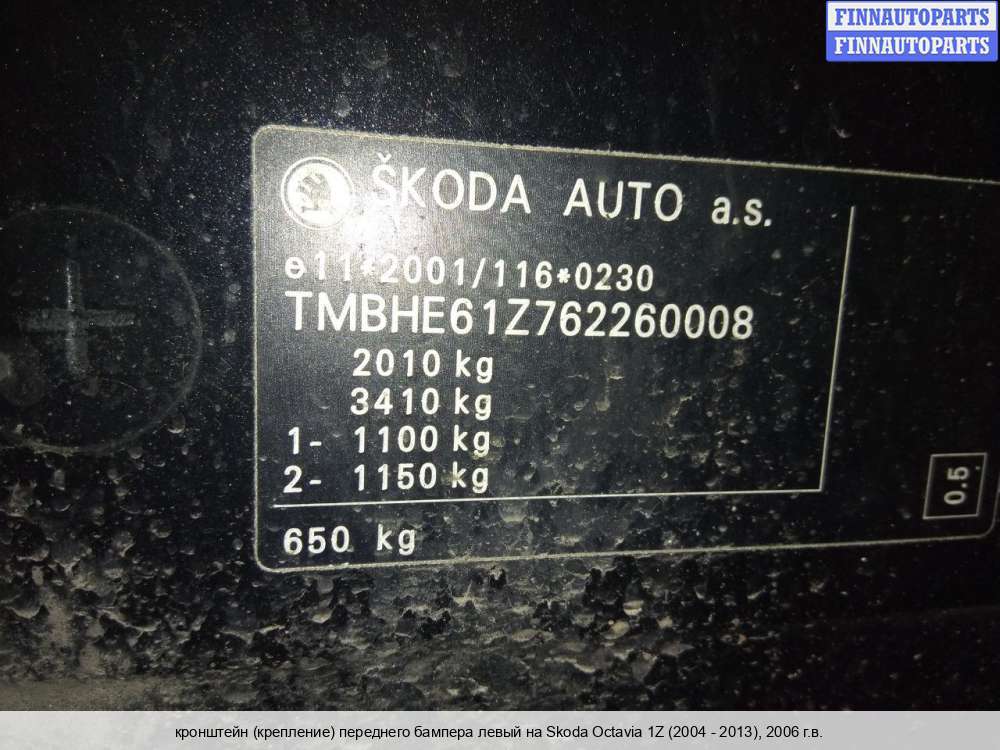 FINNAUTOPARTS
FINNAUTOPARTS
ŠKODA AUTO a.s.
e11*2001/116*0230
TMBHE61Z762260008
2010 kg
3410 kg
1- 1100 kg
2- 1150 kg
650 kg
0.5
кронштейн (крепление) переднего бампера левый на Skoda Octavia 1Z (2004 - 2013), 2006 г.в.